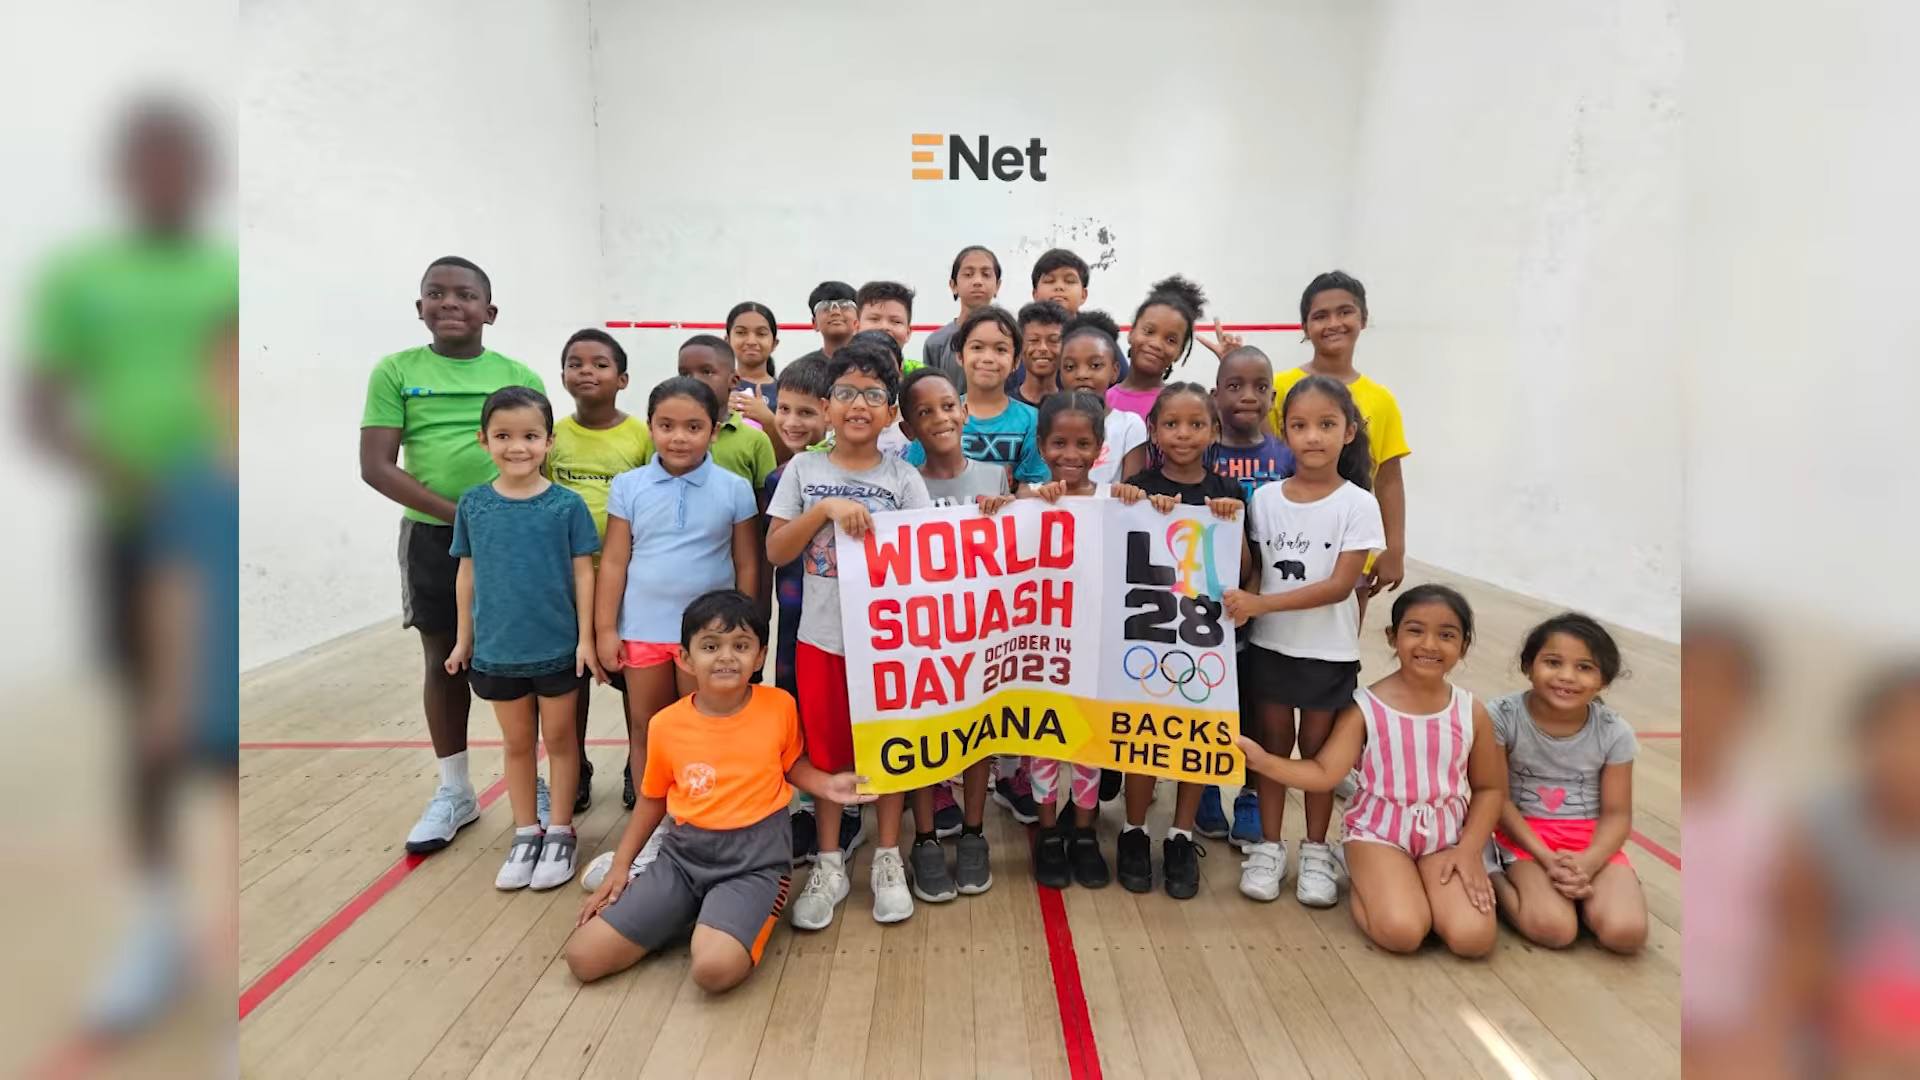 ENet
Champ
POWER UP
EXT
CHILL
Baby
WORLD
SQUASH
DAY
OCTOBER 14
2023
LA
28
GUYANA
BACKS
THE BID